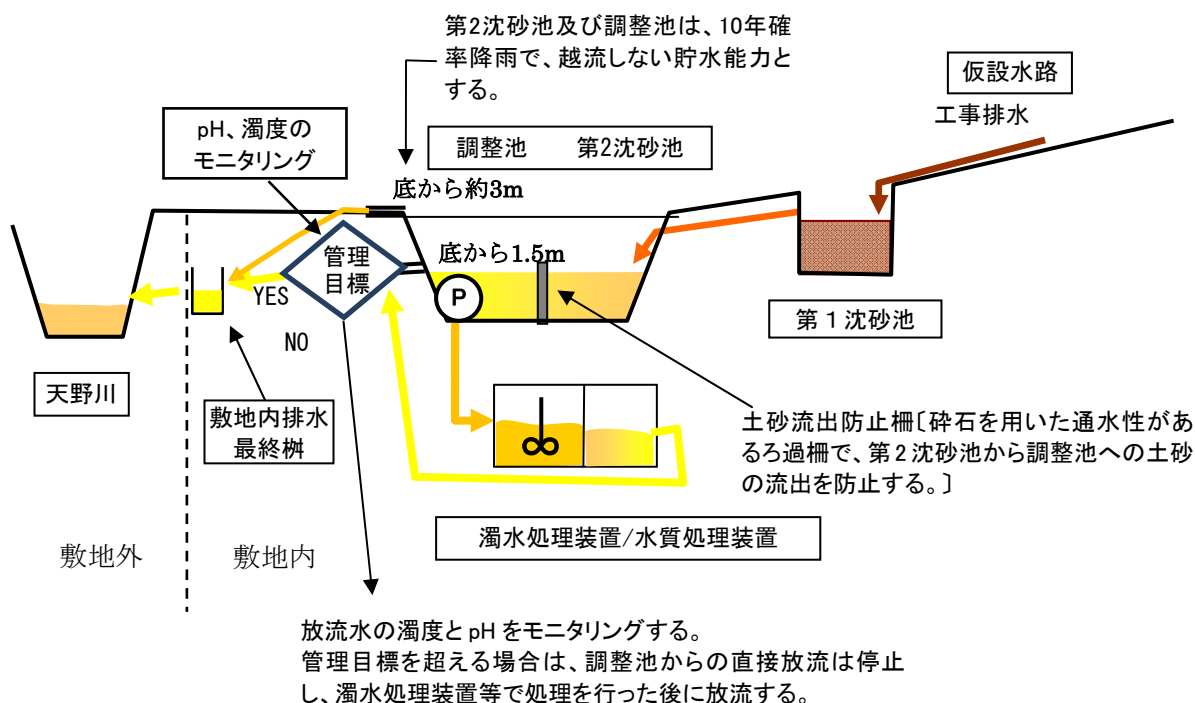 第2沈砂池及び調整池は、10年確
率降雨で、越流しない貯水能力と
する。
仮設水路
工事排水
pH、濁度の
モニタリング
調整池 第2沈砂池
底から約3m
管理
目標
底から1.5m
P
YES
NO
第１沈砂池
天野川
敷地内排水
最終桝
土砂流出防止柵〔砕石を用いた通水性があ
るろ過柵で、第２沈砂池から調整池への土砂
の流出を防止する。〕
濁水処理装置/水質処理装置
敷地外
敷地内
放流水の濁度と pH をモニタリングする。
管理目標を超える場合は、調整池からの直接放流は停止
し、濁水処理装置等で処理を行った後に放流する。